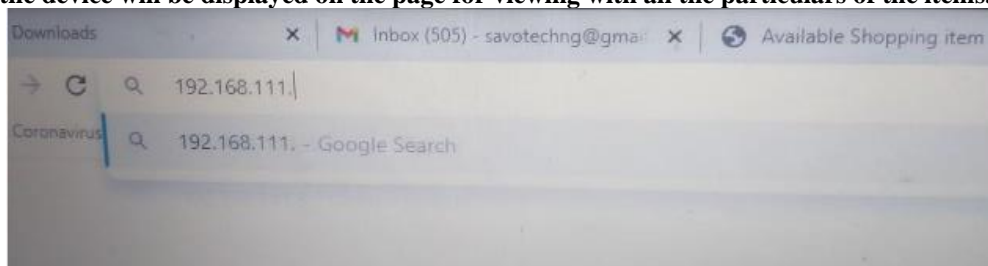 the device will be displayed on the page for viewing with all the particulars of the items.
Downloads × Inbox (505) - savotechng@gmai × Available Shopping item
192.168.111.
Coronavirus
192.168.111. - Google Search